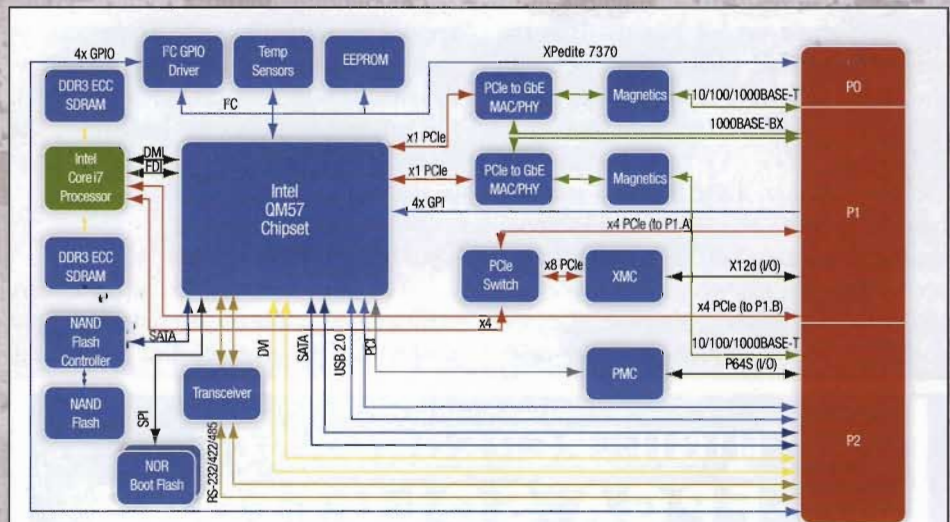 4x GPIO
I²C GPIO
Driver
Temp
Sensors
EEPROM
XPedite 7370
DDR3 ECC
SDRAM
I²C
PCIe to GbE
MAC/PHY
Magnetics
10/100/1000BASE-T
P0
1000BASE-BX
x1 PCIe
Intel
Core i7
Processor
DMI
FDI
Intel
QM57
Chipset
x1 PCIe
PCIe to GbE
MAC/PHY
Magnetics
4x GPI
P1
x4 PCIe (to P1.A)
DDR3 ECC
SDRAM
PCIe
Switch
x8 PCIe
XMC
X12d (I/O)
x4 PCIe (to P1.B)
x4
NAND
Flash
Controller
SATA
DVI
SATA
USB 2.0
PCI
10/100/1000BASE-T
P64S (I/O)
PMC
Transceiver
NAND
Flash
SPI
RS-232/422/485
P2
NOR
Boot Flash